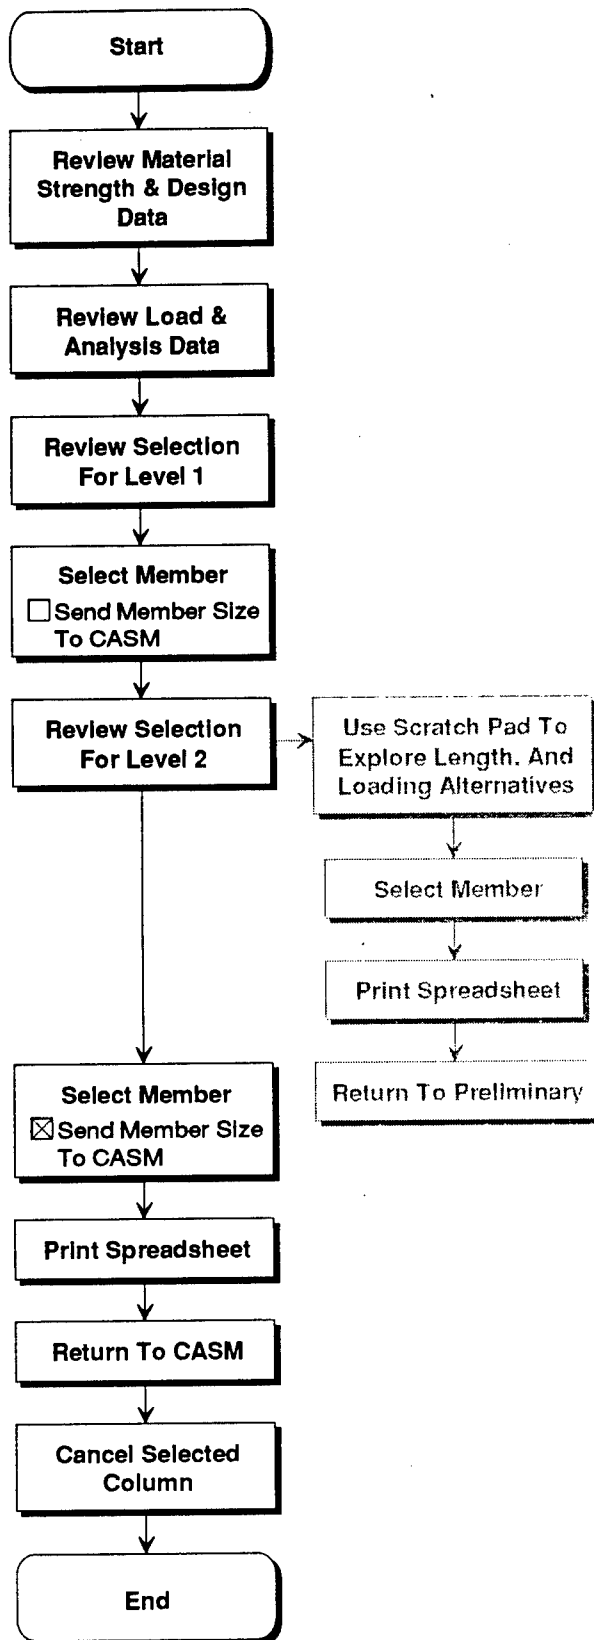 Start
Review Material
Strength & Design
Data
Review Load &
Analysis Data
Review Selection
For Level 1
Select Member
Send Member Size
To CASM
Review Selection
For Level 2
Use Scratch Pad To
Explore Length, And
Loading Alternatives
Select Member
Print Spreadsheet
Return To Preliminary
Select Member
Send Member Size
To CASM
Print Spreadsheet
Return To CASM
Cancel Selected
Column
End